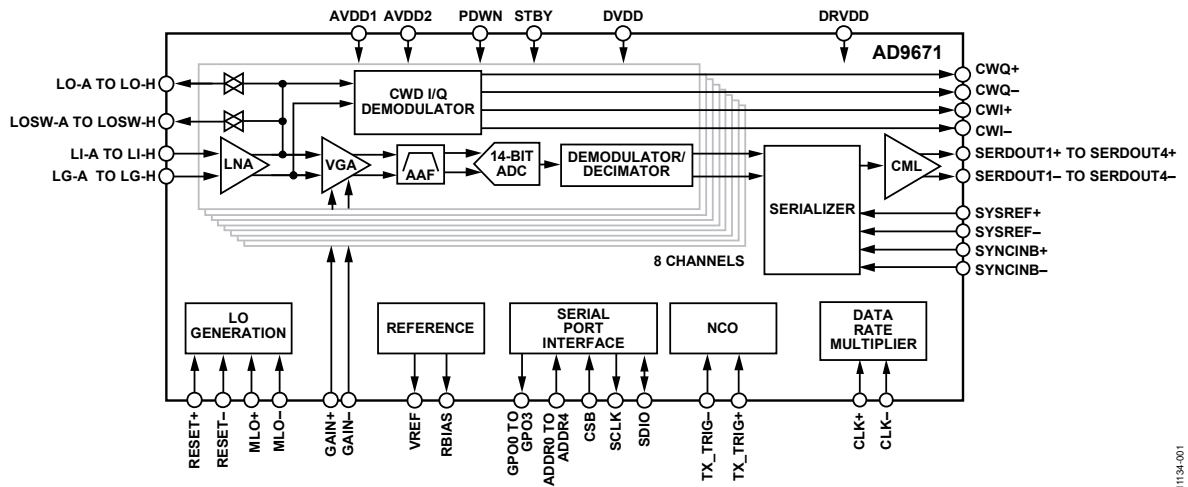 AVDD1 AVDD2 PDWN STBY DVDD DRVDD
AD9671
LO-A TO LO-H
LOSW-A TO LOSW-H
LI-A TO LI-H
LG-A TO LG-H
LNA
CWD I/Q
DEMODULATOR
VGA
AAF
14-BIT
ADC
DEMODULATOR/
DECIMATOR
8 CHANNELS
SERIALIZER
CML
CWQ+
CWQ–
CWI+
CWI–
SERDOUT1+ TO SERDOUT4+
SERDOUT1– TO SERDOUT4–
SYSREF+
SYSREF–
SYNCINB+
SYNCINB–
LO
GENERATION
REFERENCE
SERIAL
PORT
INTERFACE
NCO
DATA
RATE
MULTIPLIER
RESET+
RESET–
MLO+
MLO–
GAIN+
GAIN–
VREF
RBIAS
GPO0 TO
GPO3
ADDR0 TO
ADDR4
CSB
SCLK
SDIO
TX_TRIG–
TX_TRIG+
CLK+
CLK–
11134-001